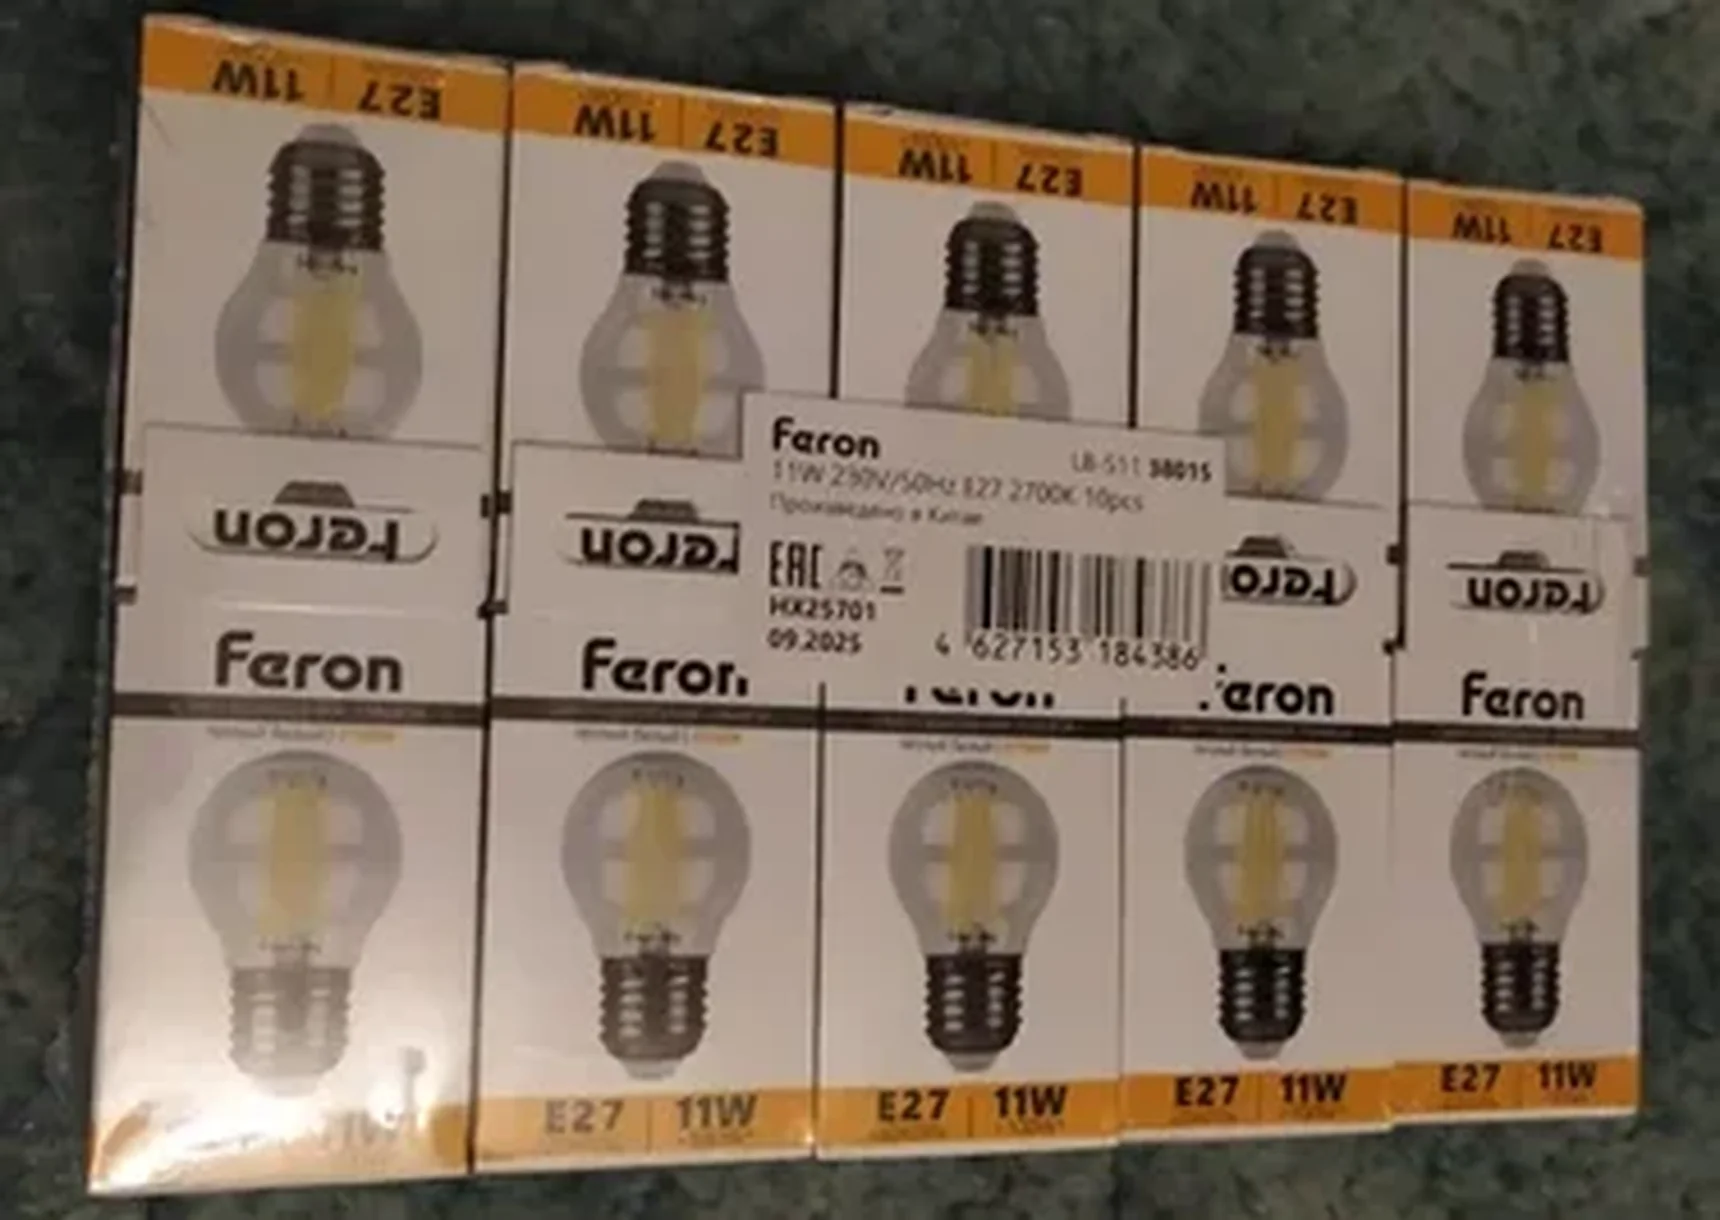 11W E27
11W E27
11W E27
11W E27
11W E27
Feron
Feron
Feron
LB-511 38015
11W 230V/50Hz E27 2700K 10pcs
Произведено в Китае
EAC
HX25701
09.2025
4 627153 184386
Feron
Feron
Feron
Feron
eron
Feron
E27 11W
E27 11W
E27 11W
E27 11W